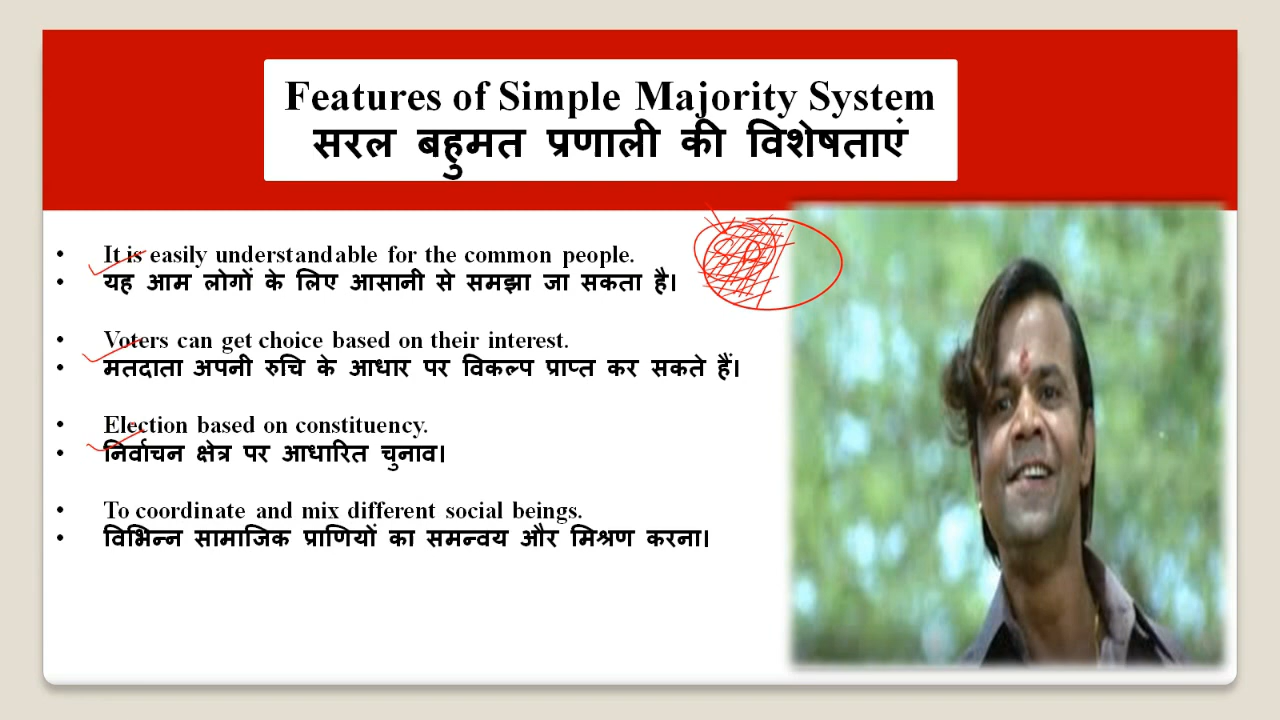 Features of Simple Majority System
सरल बहुमत प्रणाली की विशेषताएं
• It is easily understandable for the common people.
• यह आम लोगों के लिए आसानी से समझा जा सकता है।
• Voters can get choice based on their interest.
• मतदाता अपनी रुचि के आधार पर विकल्प प्राप्त कर सकते हैं।
• Election based on constituency.
• निर्वाचन क्षेत्र पर आधारित चुनाव।
• To coordinate and mix different social beings.
• विभिन्न सामाजिक प्राणियों का समन्वय और मिश्रण करना।